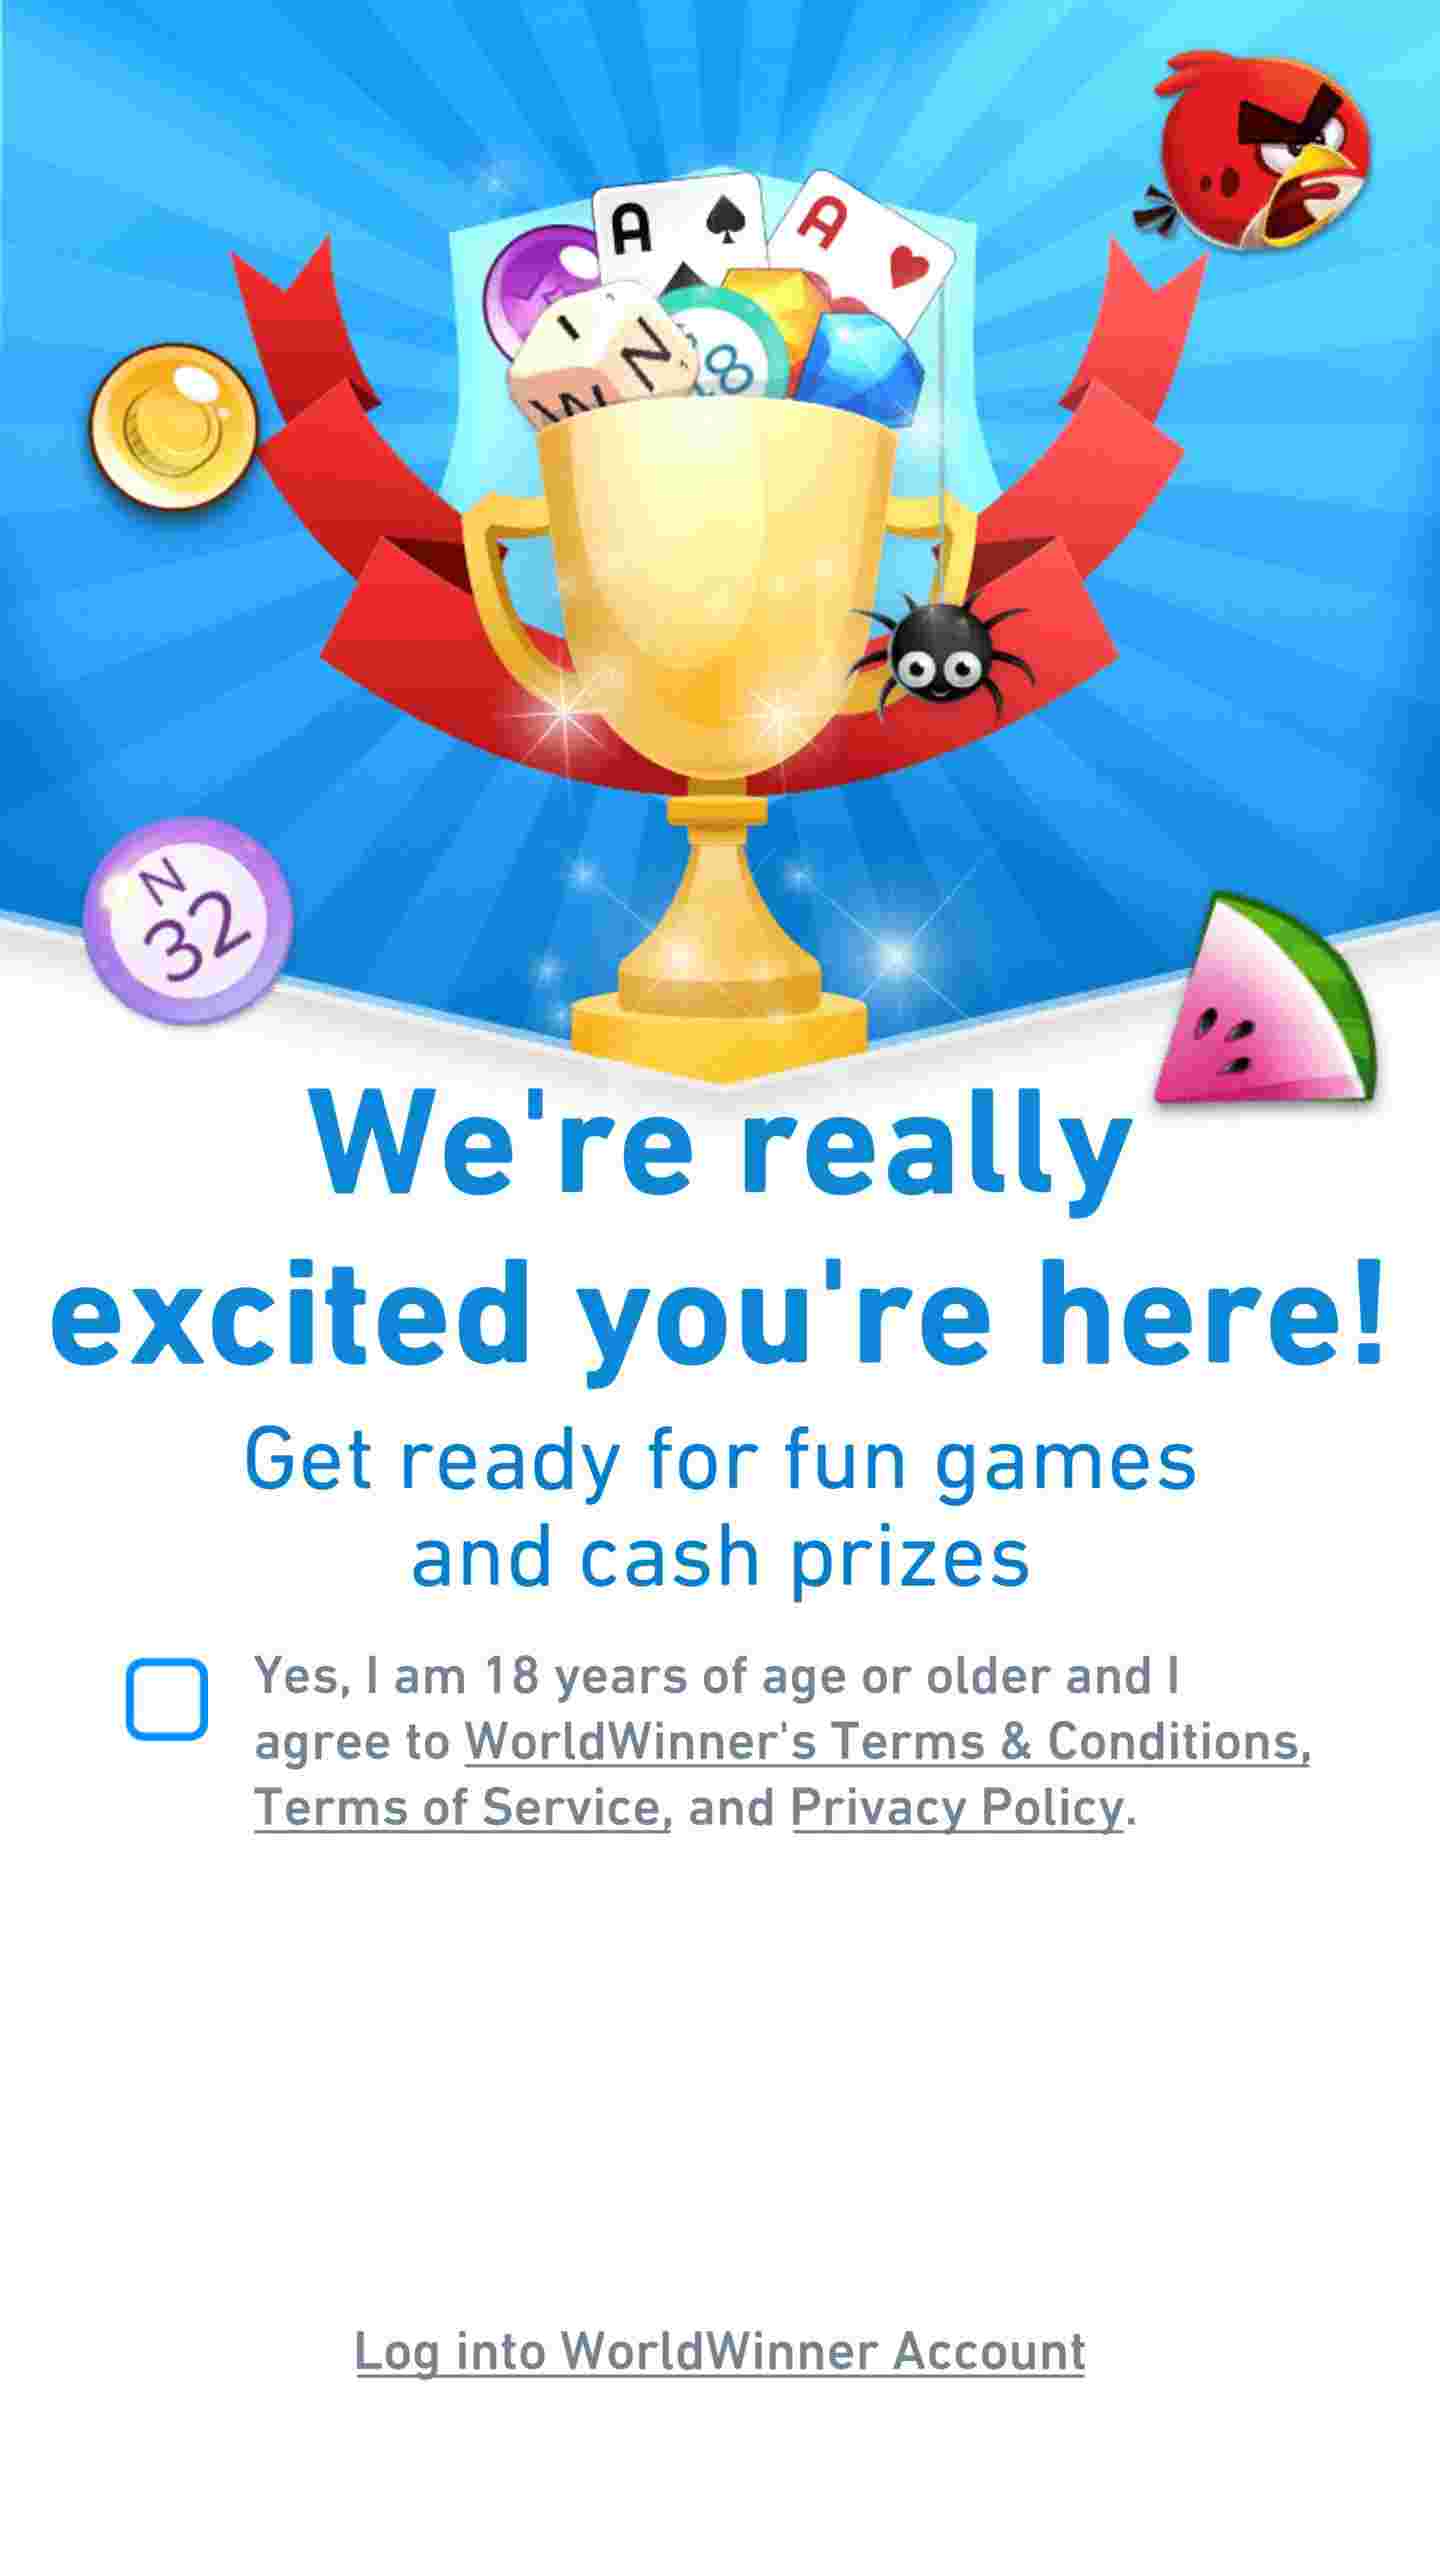 A
A
I
N
W
18
N
32
We're really
excited you're here!
Get ready for fun games
and cash prizes
Yes, I am 18 years of age or older and I
agree to WorldWinner's Terms & Conditions,
Terms of Service, and Privacy Policy.
Log into WorldWinner Account